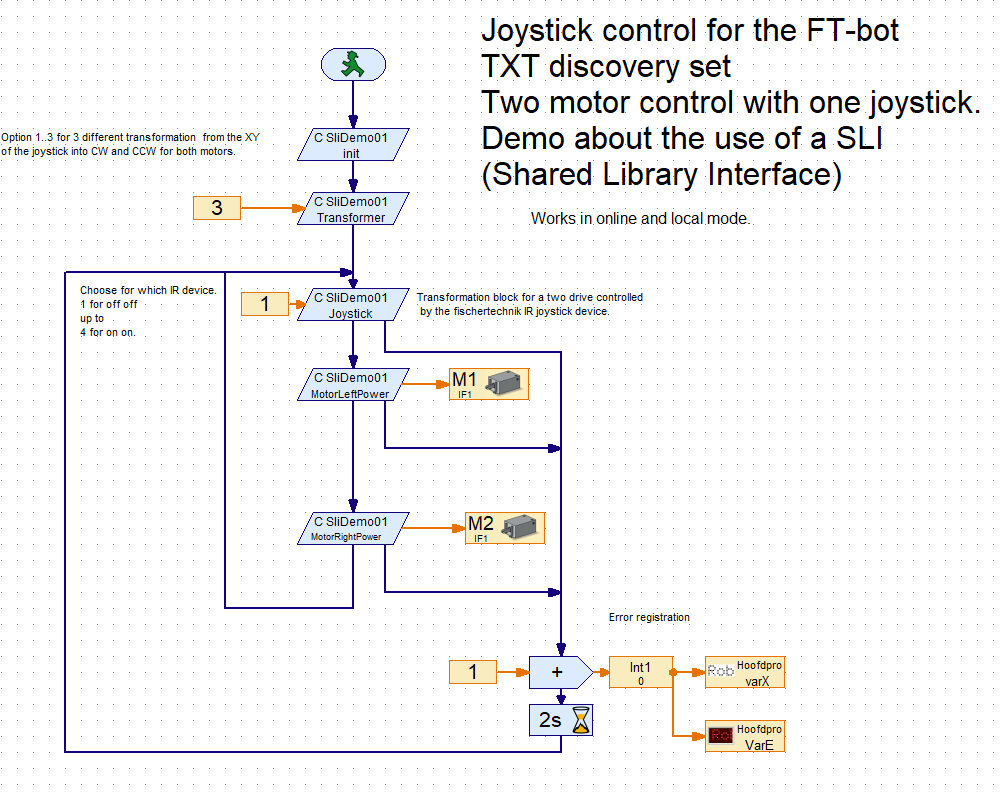 Joystick control for the FT-bot
TXT discovery set
Two motor control with one joystick.
Demo about the use of a SLI
(Shared Library Interface)
Works in online and local mode.
Option 1..3 for 3 different transformation from the XY
of the joystick into CW and CCW for both motors.
C SliDemo01
init
3
C SliDemo01
Transformer
Choose for which IR device.
1 for off off
up to
4 for on on.
1
C SliDemo01
Joystick
Transformation block for a two drive controlled
by the fischertechnik IR joystick device.
C SliDemo01
MotorLeftPower
M1
IF1
C SliDemo01
MotorRightPower
M2
IF1
Error registration
1
+
Int1
0
Rob
Hoofdpro
varX
2s
Ro
Hoofdpro
VarE